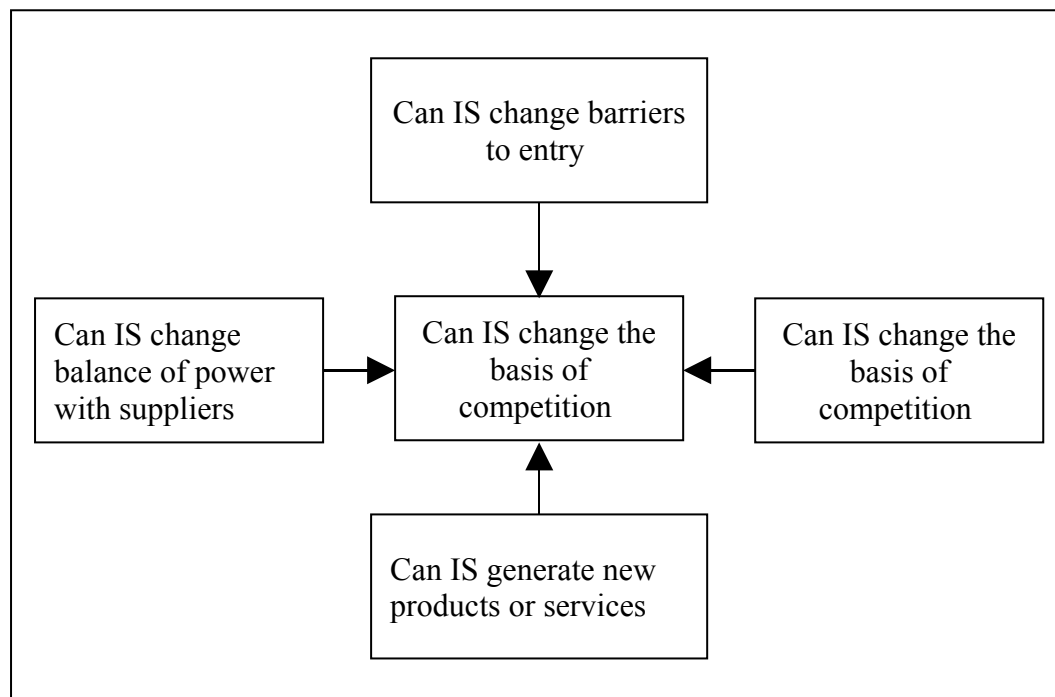 Can IS change barriers
to entry
Can IS change
balance of power
with suppliers
Can IS change the
basis of
competition
Can IS change the
basis of
competition
Can IS generate new
products or services